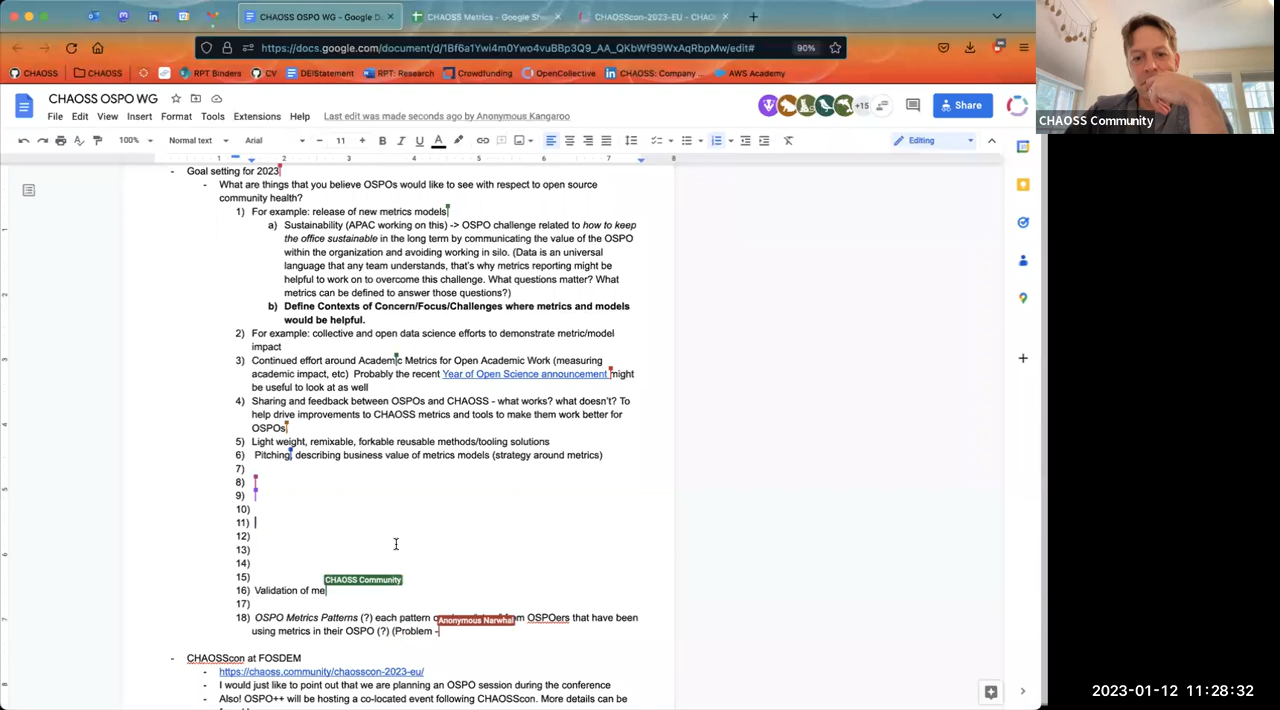 CHAOSS OSPO WG - Google D
CHAOSS Metrics - Google She
CHAOSScon-2023-EU - CHAO
https://docs.google.com/document/d/1Bf6a1Ywi4m0Ywo4vuBBp3Q9_AA_QKbWf99WxAqRbpMw/edit#
90%
CHAOSS
CHAOSS
RPT Binders
CV
DEIStatement
RPT: Research
Crowdfunding
OpenCollective
CHAOSS: Company ...
AWS Academy
CHAOSS OSPO WG
File Edit View Insert Format Tools Extensions Help Last edit was made seconds ago by Anonymous Kangaroo
+15
Share
100%
Normal text
Arial
11
Editing
1 2 3 4 5 6 7 8
Goal setting for 2023
- What are things that you believe OSPOs would like to see with respect to open source
community health?
1) For example: release of new metrics models
a) Sustainability (APAC working on this) -> OSPO challenge related to how to keep
the office sustainable in the long term by communicating the value of the OSPO
within the organization and avoiding working in silo. (Data is an universal
language that any team understands, that's why metrics reporting might be
helpful to work on to overcome this challenge. What questions matter? What
metrics can be defined to answer those questions?)
b) Define Contexts of Concern/Focus/Challenges where metrics and models
would be helpful.
2) For example: collective and open data science efforts to demonstrate metric/model
impact
3) Continued effort around Academic Metrics for Open Academic Work (measuring
academic impact, etc) Probably the recent Year of Open Science announcement might
be useful to look at as well
4) Sharing and feedback between OSPOs and CHAOSS - what works? what doesn't? To
help drive improvements to CHAOSS metrics and tools to make them work better for
OSPOs
5) Light weight, remixable, forkable reusable methods/tooling solutions
6) Pitching, describing business value of metrics models (strategy around metrics)
7)
8)
9)
10)
11)
12)
13)
14)
15)
CHAOSS Community
16) Validation of me
17)
18) OSPO Metrics Patterns (?) each pattern from OSPOers that have been
Anonymous Narwhal
using metrics in their OSPO (?) (Problem -
- CHAOSScon at FOSDEM
- https://chaoss.community/chaosscon-2023-eu/
- I would just like to point out that we are planning an OSPO session during the conference
- Also! OSPO++ will be hosting a co-located event following CHAOSScon. More details can be
CHAOSS Community
2023-01-12 11:28:32